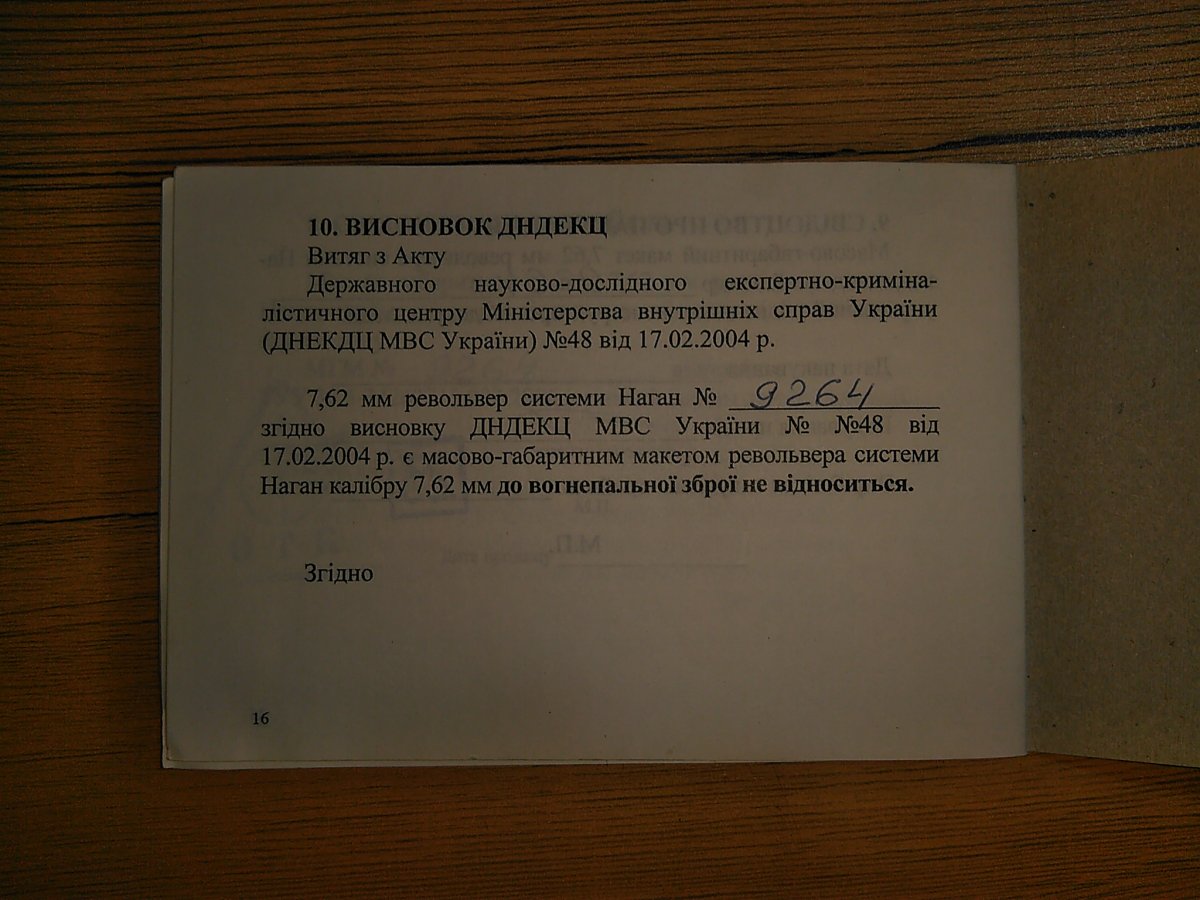 10. ВИСНОВОК ДНДЕКЦ
Витяг з Акту
Державного науково-дослідного експертно-криміна-
лістичного центру Міністерства внутрішніх справ України
(ДНЕКДЦ МВС України) №48 від 17.02.2004 р.
7,62 мм револьвер системи Наган № 9264
згідно висновку ДНДЕКЦ МВС України № №48 від
17.02.2004 р. є масово-габаритним макетом револьвера системи
Наган калібру 7,62 мм до вогнепальної зброї не відноситься.
Згідно
16